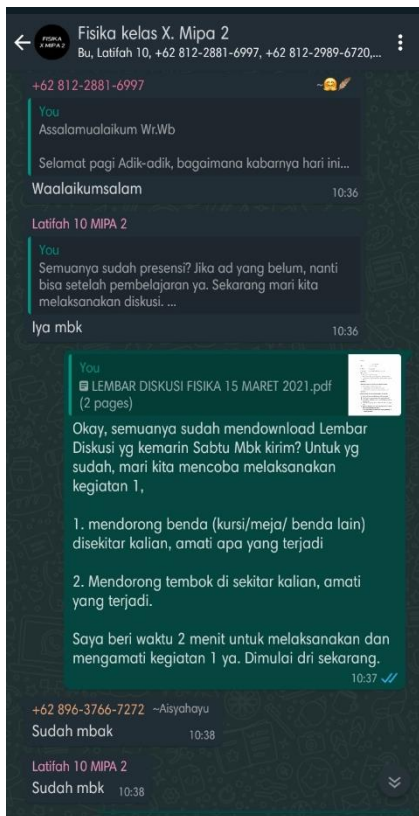 FISIKA
X MIPA 2
Fisika kelas X. Mipa 2
Bu, Latifah 10, +62 812-2881-6997, +62 812-2989-6720,...
+62 812-2881-6997
~🤗🌾
You
Assalamualaikum Wr.Wb
Selamat pagi Adik-adik, bagaimana kabarnya hari ini...
Waalaikumsalam
10:36
Latifah 10 MIPA 2
You
Semuanya sudah presensi? Jika ad yang belum, nanti
bisa setelah pembelajaran ya. Sekarang mari kita
melaksanakan diskusi. ...
Iya mbk
10:36
You
LEMBAR DISKUSI FISIKA 15 MARET 2021.pdf
(2 pages)
Okay, semuanya sudah mendownload Lembar
Diskusi yg kemarin Sabtu Mbk kirim? Untuk yg
sudah, mari kita mencoba melaksanakan
kegiatan 1,
1. mendorong benda (kursi/meja/ benda lain)
disekitar kalian, amati apa yang terjadi
2. Mendorong tembok di sekitar kalian, amati
yang terjadi.
Saya beri waktu 2 menit untuk melaksanakan dan
mengamati kegiatan 1 ya. Dimulai dri sekarang.
10:37
+62 896-3766-7272 ~Aisyahayu
Sudah mbak
10:38
Latifah 10 MIPA 2
Sudah mbk
10:38